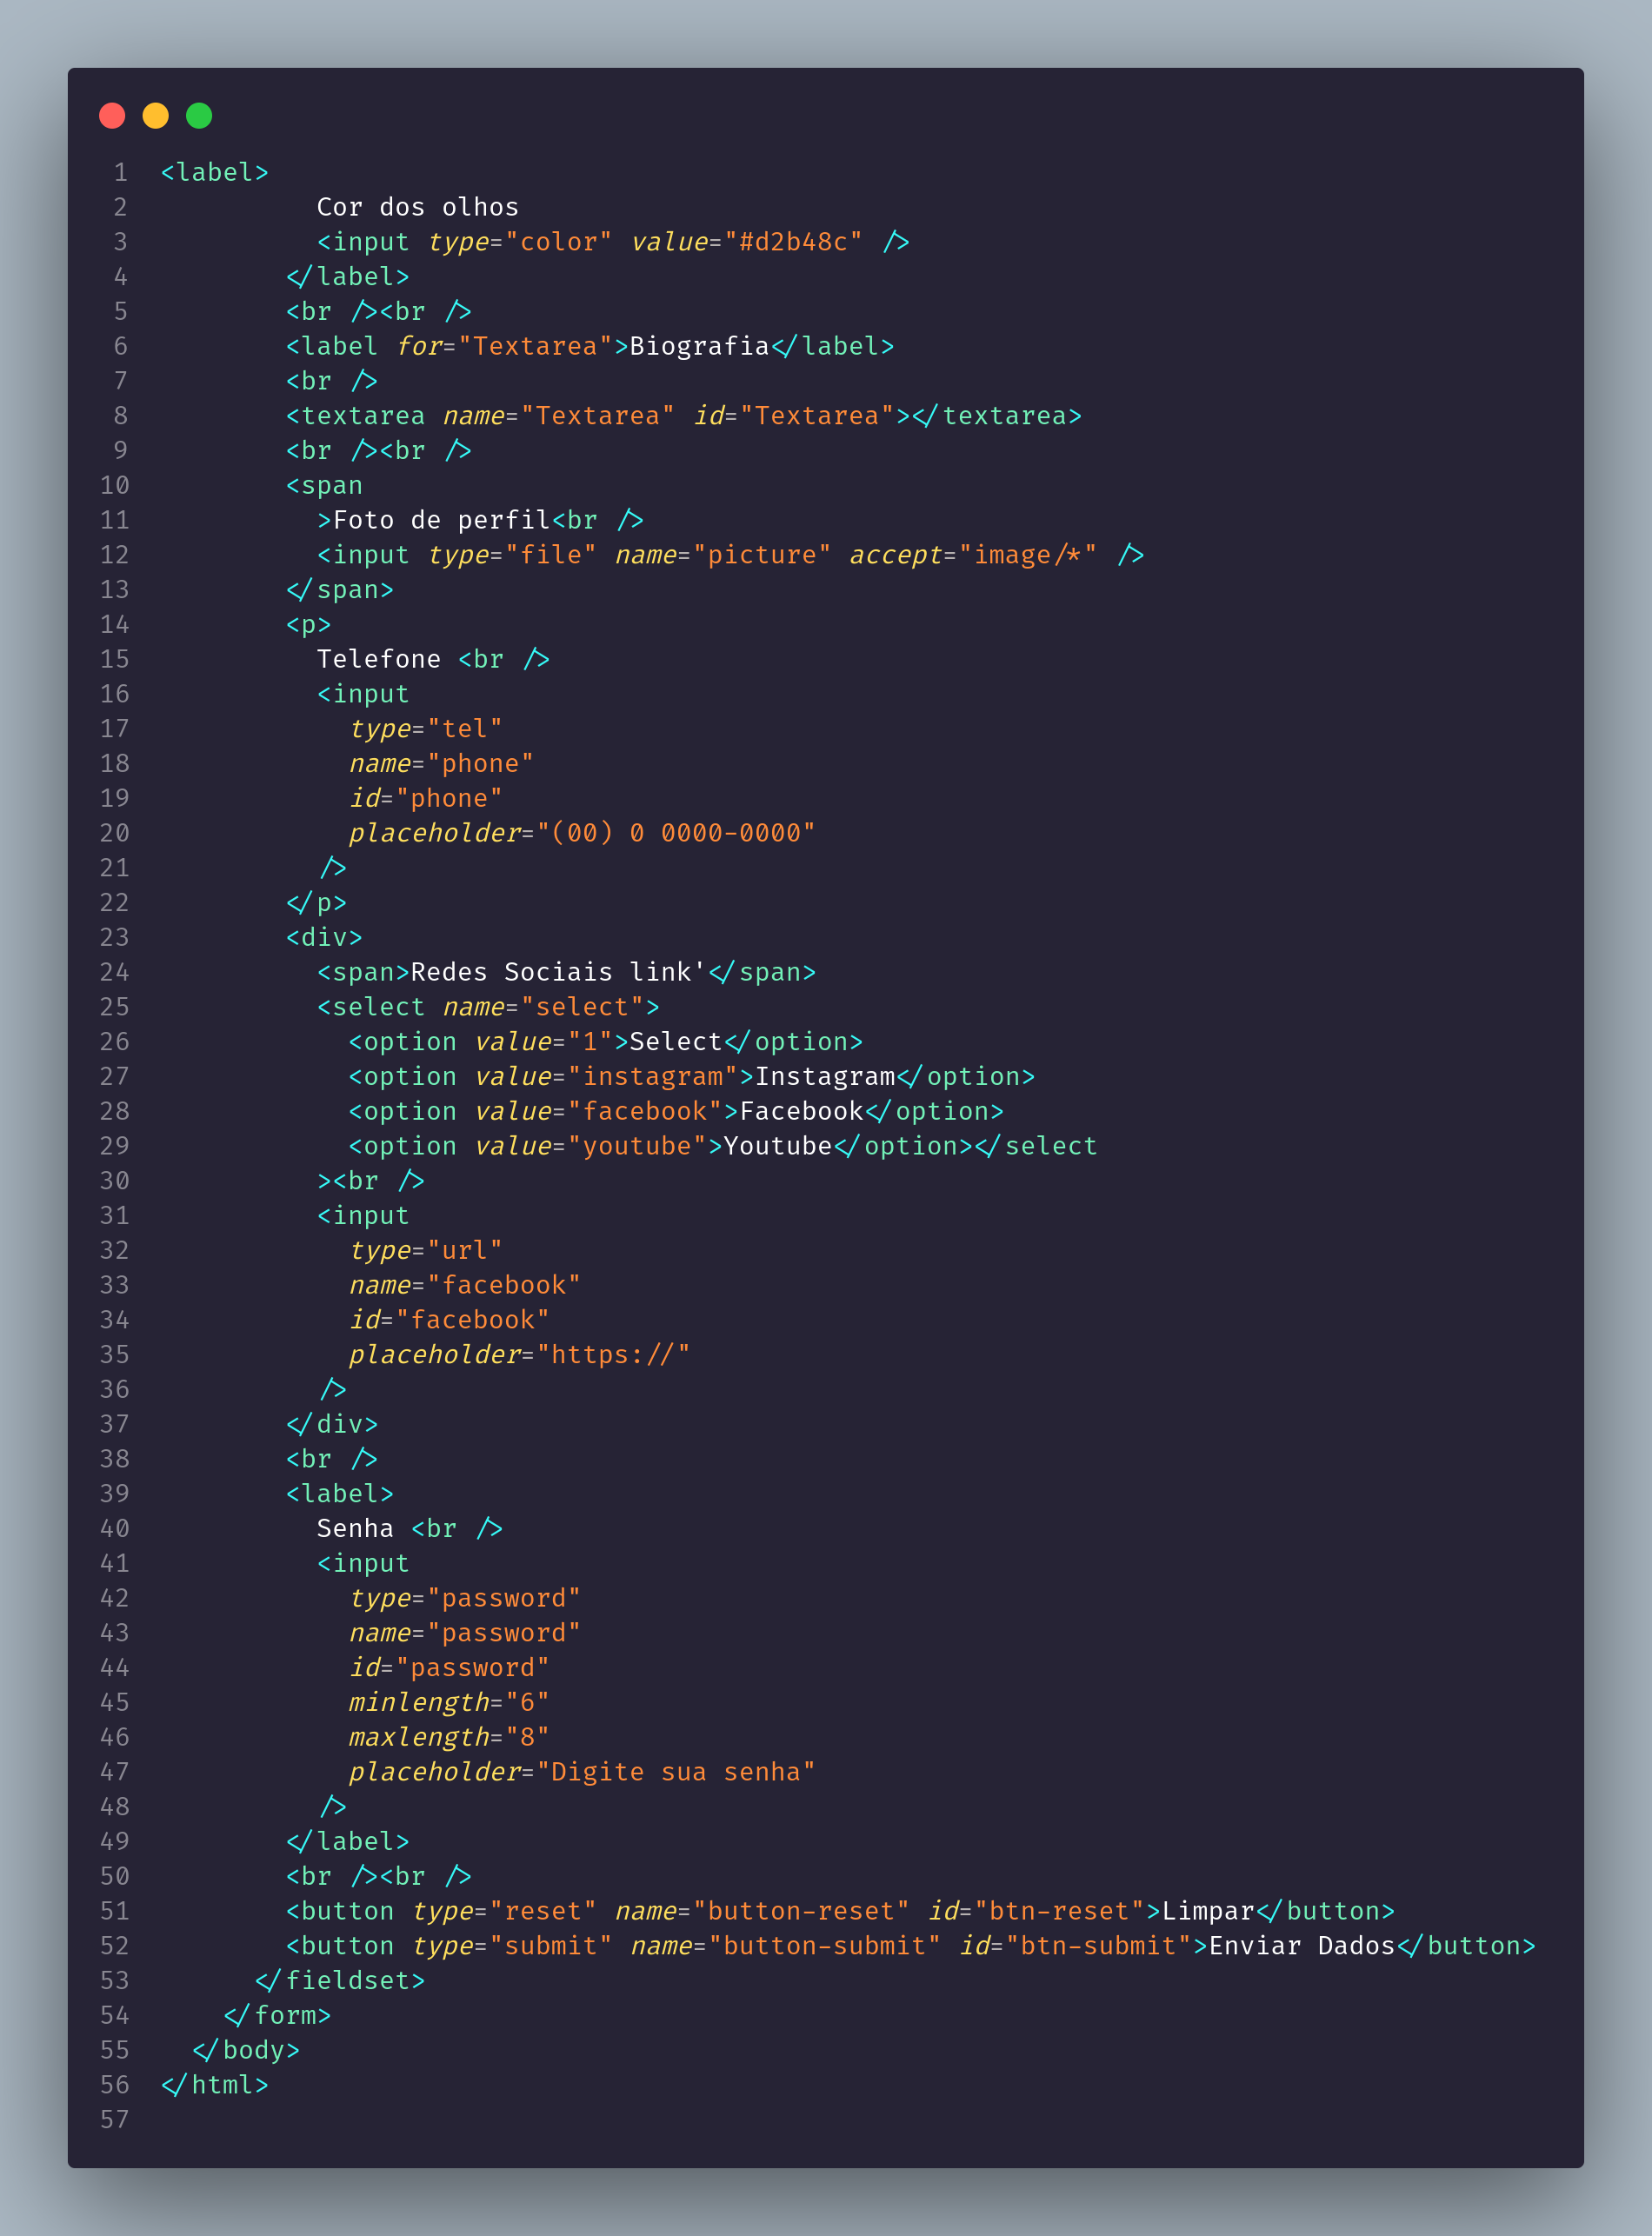 1 <label>
2           Cor dos olhos
3           <input type="color" value="#d2b48c" />
4         </label>
5         <br /><br />
6         <label for="Textarea">Biografia</label>
7         <br />
8         <textarea name="Textarea" id="Textarea"></textarea>
9         <br /><br />
10         <span
11           >Foto de perfil<br />
12           <input type="file" name="picture" accept="image/*" />
13         </span>
14         <p>
15           Telefone <br />
16           <input
17             type="tel"
18             name="phone"
19             id="phone"
20             placeholder="(00) 0 0000-0000"
21           />
22         </p>
23         <div>
24           <span>Redes Sociais link'</span>
25           <select name="select">
26             <option value="1">Select</option>
27             <option value="instagram">Instagram</option>
28             <option value="facebook">Facebook</option>
29             <option value="youtube">Youtube</option></select
30           ><br />
31           <input
32             type="url"
33             name="facebook"
34             id="facebook"
35             placeholder="https://"
36           />
37         </div>
38         <br />
39         <label>
40           Senha <br />
41           <input
42             type="password"
43             name="password"
44             id="password"
45             minlength="6"
46             maxlength="8"
47             placeholder="Digite sua senha"
48           />
49         </label>
50         <br /><br />
51         <button type="reset" name="button-reset" id="btn-reset">Limpar</button>
52         <button type="submit" name="button-submit" id="btn-submit">Enviar Dados</button>
53       </fieldset>
54     </form>
55   </body>
56 </html>
57